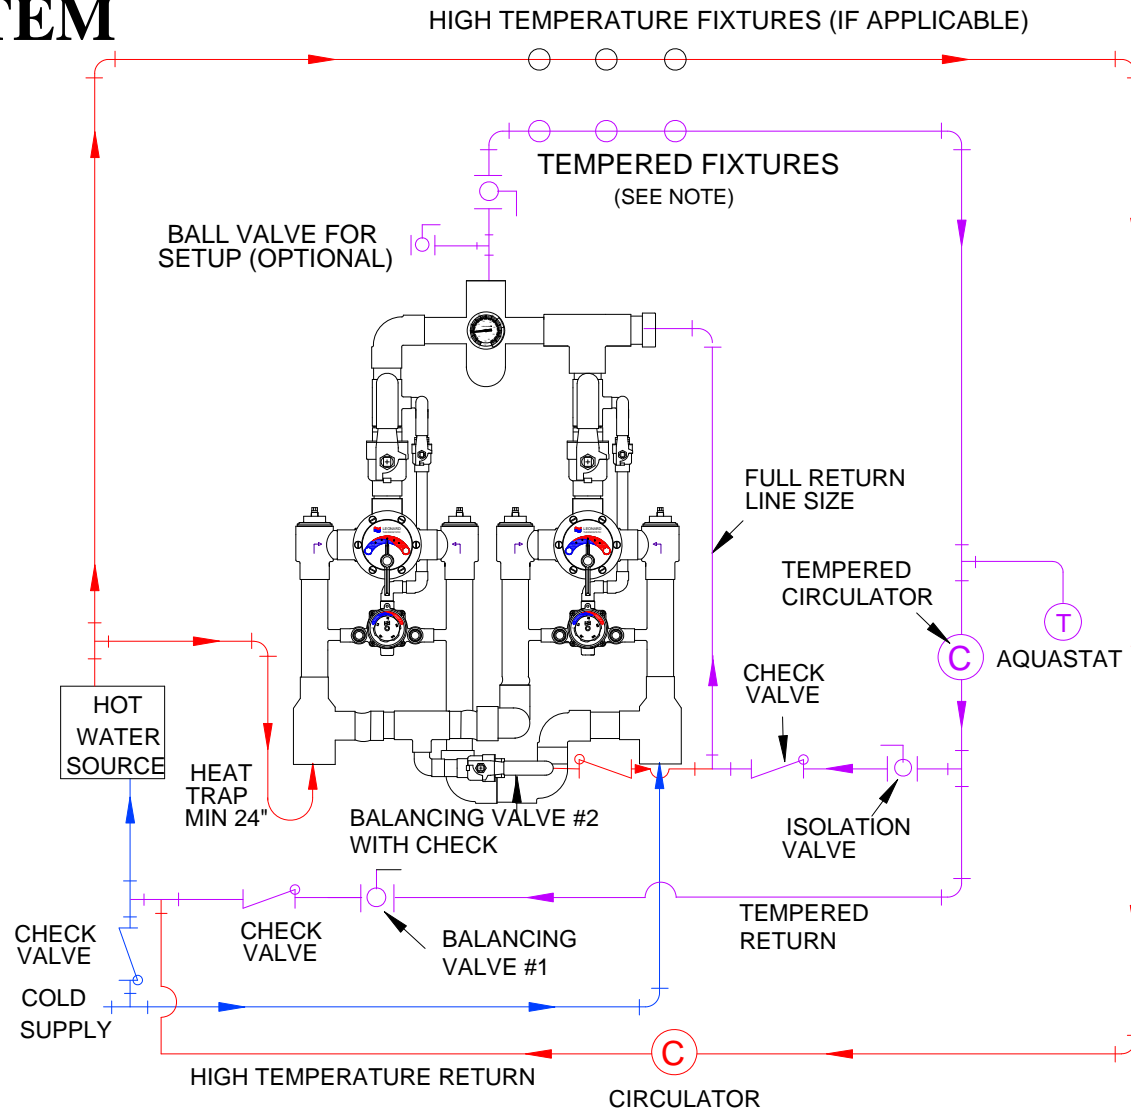 TEM
HIGH TEMPERATURE FIXTURES (IF APPLICABLE)
TEMPERED FIXTURES
(SEE NOTE)
BALL VALVE FOR
SETUP (OPTIONAL)
FULL RETURN
LINE SIZE
LEONARD
LEONARD
TEMPERED
CIRCULATOR
T
C
AQUASTAT
CHECK
VALVE
HOT
WATER
SOURCE
HEAT
TRAP
MIN 24"
BALANCING VALVE #2
WITH CHECK
ISOLATION
VALVE
TEMPERED
RETURN
CHECK
VALVE
CHECK
VALVE
BALANCING
VALVE #1
COLD
SUPPLY
C
HIGH TEMPERATURE RETURN
CIRCULATOR